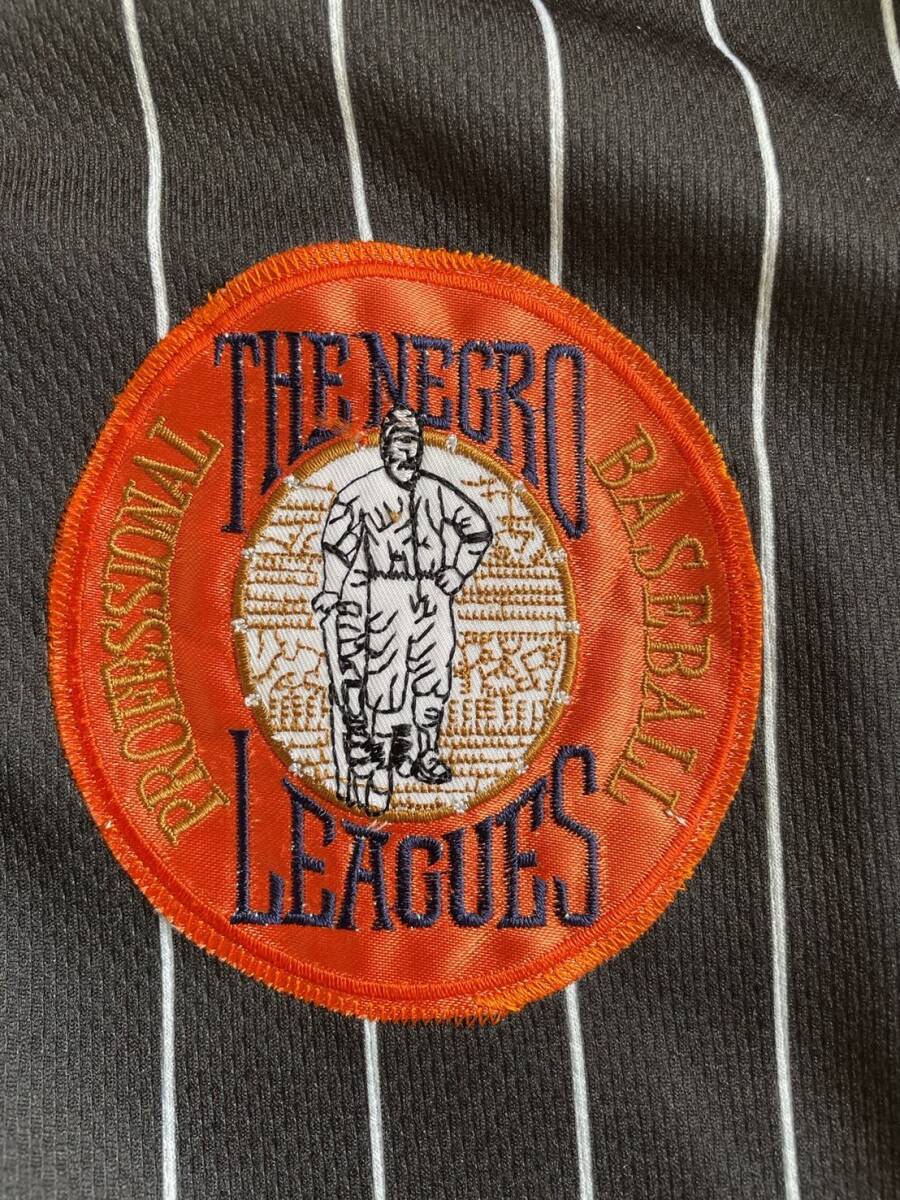 THE NEGRO
LEAGUES
PROFESSIONAL
BASEBALL